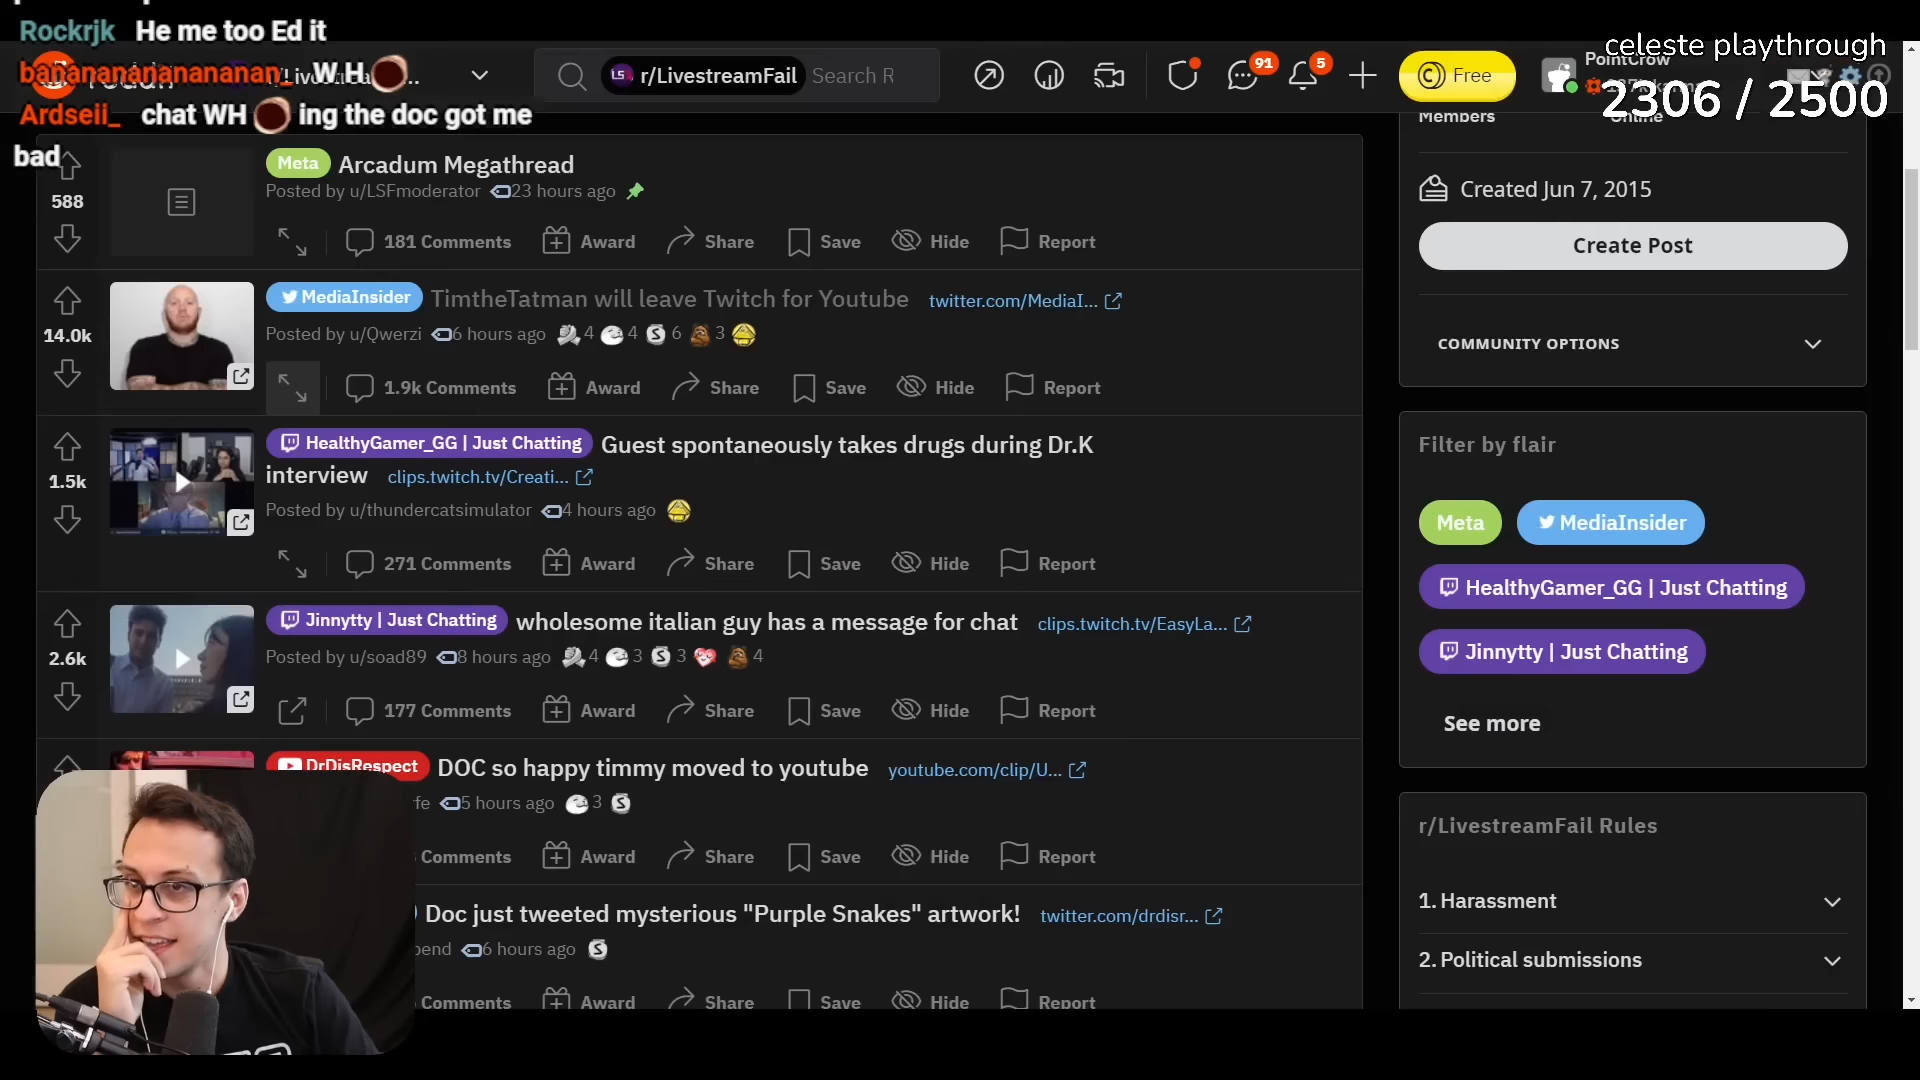 Rockrjk He me too Ed it
banananananananan_ WH
Ardseii_ chat WH ing the doc got me
bad
r/LivestreamFail Search R
91
5
Free
PointCrow
celeste playthrough
2306 / 2500
Members
Online
588
Meta Arcadum Megathread
Posted by u/LSFmoderator 23 hours ago
181 Comments Award Share Save Hide Report
14.0k
MediaInsider TimtheTatman will leave Twitch for Youtube twitter.com/MediaI...
Posted by u/Qwerzi 6 hours ago 4 4 6 3
1.9k Comments Award Share Save Hide Report
1.5k
HealthyGamer_GG | Just Chatting Guest spontaneously takes drugs during Dr.K
interview clips.twitch.tv/Creati...
Posted by u/thundercatsimulator 4 hours ago
271 Comments Award Share Save Hide Report
2.6k
Jinnytty | Just Chatting wholesome italian guy has a message for chat clips.twitch.tv/EasyLa...
Posted by u/soad89 8 hours ago 4 3 3 4
177 Comments Award Share Save Hide Report
DrDisRespect DOC so happy timmy moved to youtube youtube.com/clip/U...
fe 5 hours ago 3
Comments Award Share Save Hide Report
Doc just tweeted mysterious "Purple Snakes" artwork! twitter.com/drdisr...
end 6 hours ago
Comments Award Share Save Hide Report
Created Jun 7, 2015
Create Post
COMMUNITY OPTIONS
Filter by flair
Meta MediaInsider
HealthyGamer_GG | Just Chatting
Jinnytty | Just Chatting
See more
r/LivestreamFail Rules
1. Harassment
2. Political submissions